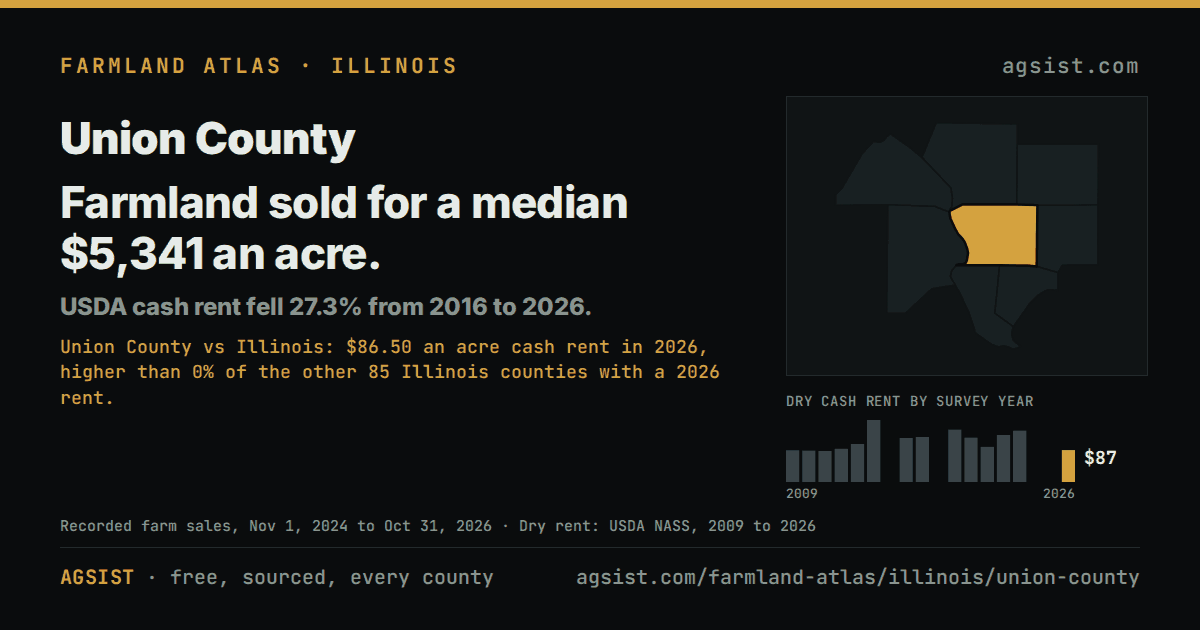 FARMLAND ATLAS · ILLINOIS
agsist.com
Union County
Farmland sold for a median
$5,341 an acre.
USDA cash rent fell 27.3% from 2016 to 2026.
Union County vs Illinois: $86.50 an acre cash rent in 2026,
higher than 0% of the other 85 Illinois counties with a 2026
rent.
DRY CASH RENT BY SURVEY YEAR
$87
2009
2026
Recorded farm sales, Nov 1, 2024 to Oct 31, 2026 · Dry rent: USDA NASS, 2009 to 2026
AGSIST · free, sourced, every county
agsist.com/farmland-atlas/illinois/union-county